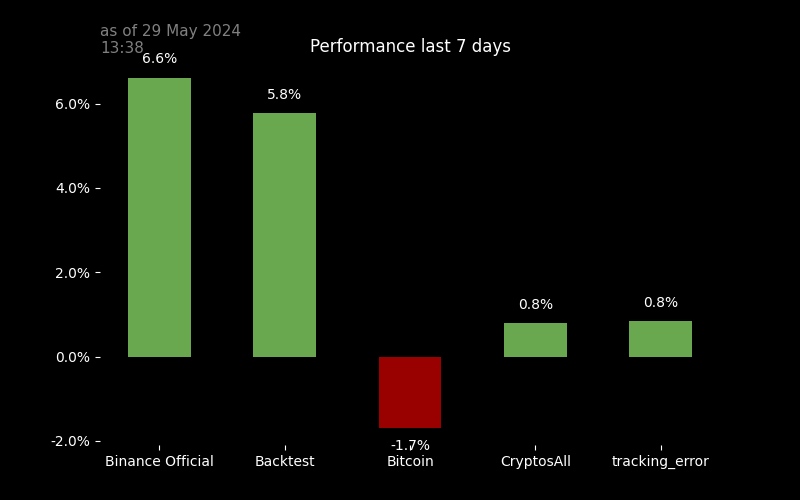 as of 29 May 2024
13:38
Performance last 7 days
6.6%
5.8%
-1.7%
0.8%
0.8%
6.0%
4.0%
2.0%
0.0%
-2.0%
Binance Official
Backtest
Bitcoin
CryptosAll
tracking_error